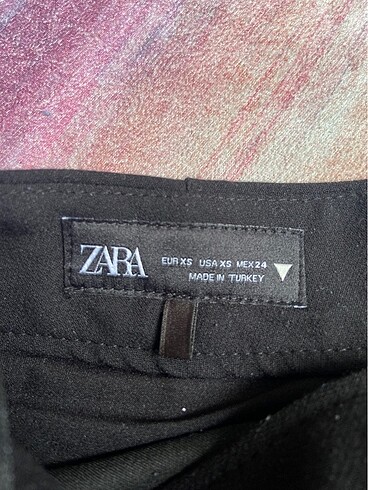 ZARA
EUR XS USA XS MEX 24
MADE IN TURKEY